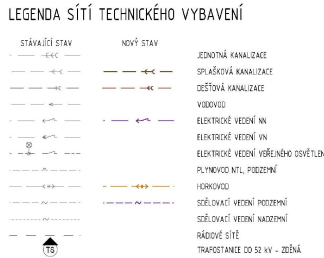 LEGENDA SÍTÍ TECHNICKÉHO VYBAVENÍ
STÁVAJÍCÍ STAV NOVÝ STAV
JEDNOTNÁ KANALIZACE
SPLAŠKOVÁ KANALIZACE
DEŠŤOVÁ KANALIZACE
VODOVOD
ELEKTRICKÉ VEDENÍ NN
ELEKTRICKÉ VEDENÍ VN
ELEKTRICKÉ VEDENÍ VEŘEJNÉHO OSVĚTLEN
PLYNOVOD NTL, PODZEMNÍ
HORKOVOD
SDĚLOVACÍ VEDENÍ PODZEMNÍ
SDĚLOVACÍ VEDENÍ NADZEMNÍ
RÁDIOVÉ SÍTĚ
TS TRAFOSTANICE DO 52 kV - ZDĚNÁ